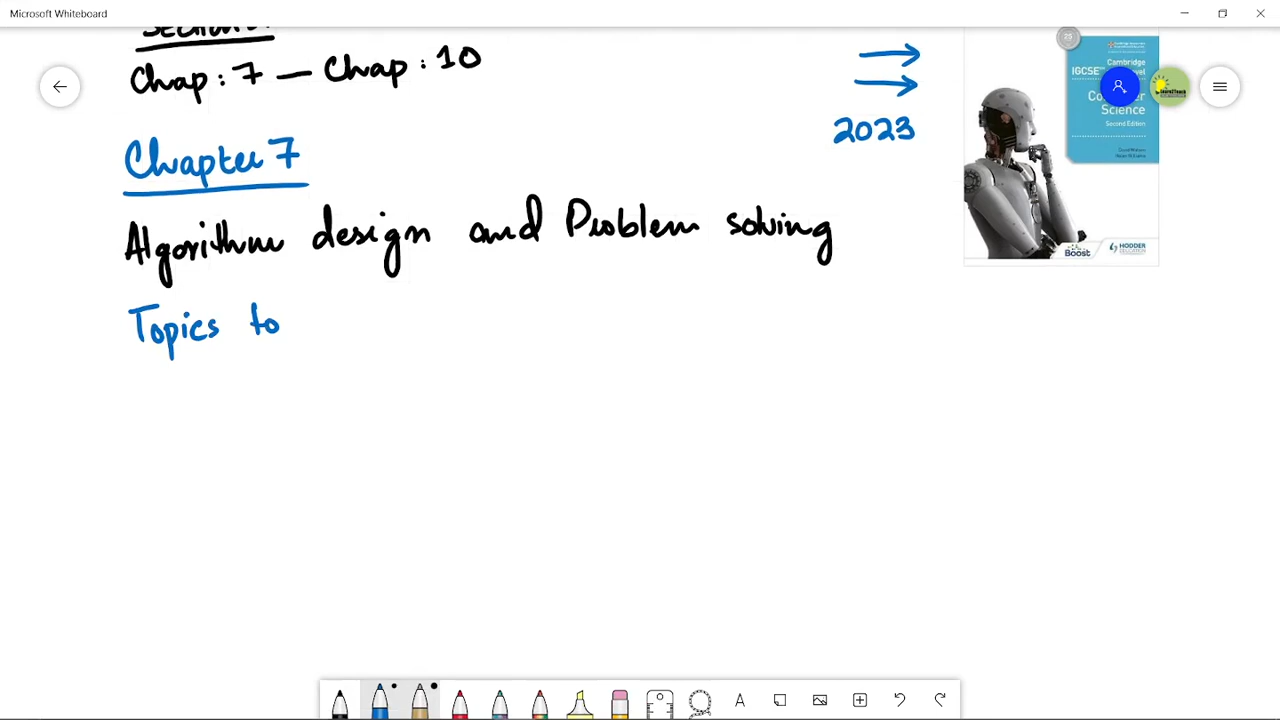 Microsoft Whiteboard
Chap : 7 — Chap : 10
2023
Chapter 7
Algorithm design and Problem solving
Topics to
25
Cambridge
IGCSE
Science
Second Edition
Boost
HODDER
EDUCATION
A